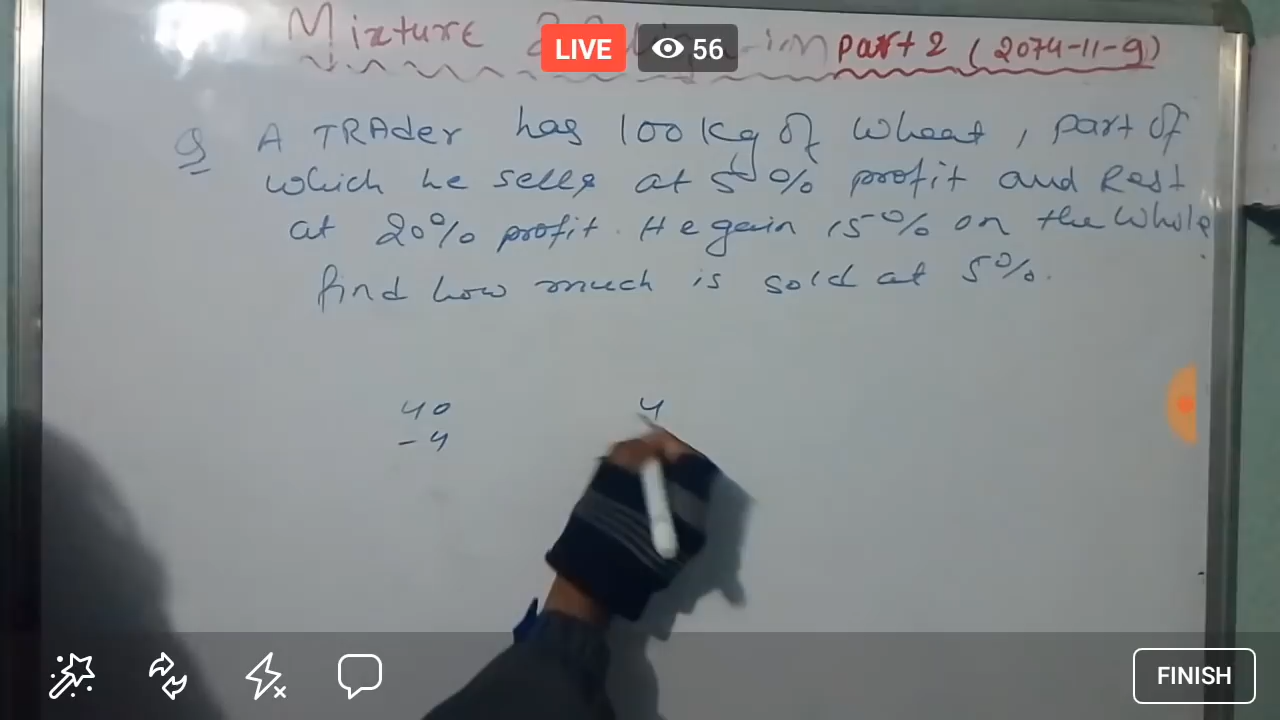 Mixture
LIVE 56
part 2 (2074-11-9)
Q A TRAder has 100 Kg of wheat, part of
which he sells at 5% profit and Rest
at 20% profit. He gain 15% on the whole
find how much is sold at 5%.
40 4
-4
FINISH